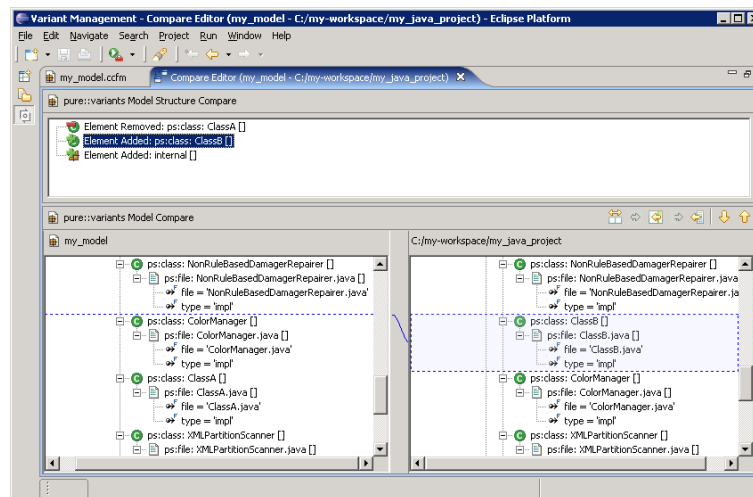 Variant Management - Compare Editor (my_model - C:/my-workspace/my_java_project) - Eclipse Platform
File Edit Navigate Search Project Run Window Help
my_model.ccfm Compare Editor (my_model - C:/my-workspace/my_java_project)
pure::variants Model Structure Compare
Element Removed: ps:class: ClassA []
Element Added: ps:class: ClassB []
Element Added: internal []
pure::variants Model Compare
my_model
ps:class: NonRuleBasedDamagerRepairer []
ps:file: NonRuleBasedDamagerRepairer.java []
file = 'NonRuleBasedDamagerRepairer.java'
type = 'impl'
ps:class: ColorManager []
ps:file: ColorManager.java []
file = 'ColorManager.java'
type = 'impl'
ps:class: ClassA []
ps:file: ClassA.java []
file = 'ClassA.java'
type = 'impl'
ps:class: XMLPartitionScanner []
ps:file: XMLPartitionScanner.java []
C:/my-workspace/my_java_project
ps:class: NonRuleBasedDamagerRepairer []
ps:file: NonRuleBasedDamagerRepairer.java
file = 'NonRuleBasedDamagerRepairer.ja
type = 'impl'
ps:class: ClassB []
ps:file: ClassB.java []
file = 'ClassB.java'
type = 'impl'
ps:class: ColorManager []
ps:file: ColorManager.java []
file = 'ColorManager.java'
type = 'impl'
ps:class: XMLPartitionScanner []
ps:file: XMLPartitionScanner.java []